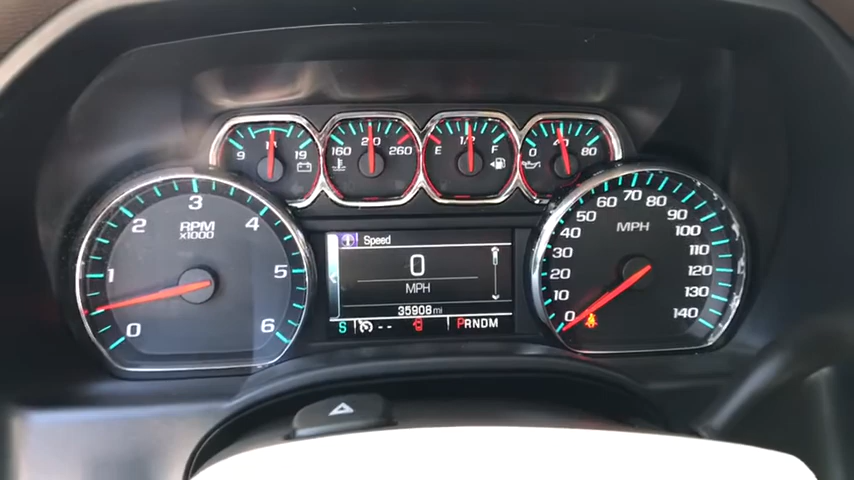 9 19
160 210 260
E 1/2 F
0 40 80
0 1 2 3 4 5 6
RPM
X1000
Speed
0
MPH
35908 mi
S -- PRNDM
0 10 20 30 40 50 60 70 80 90 100 110 120 130 140
MPH